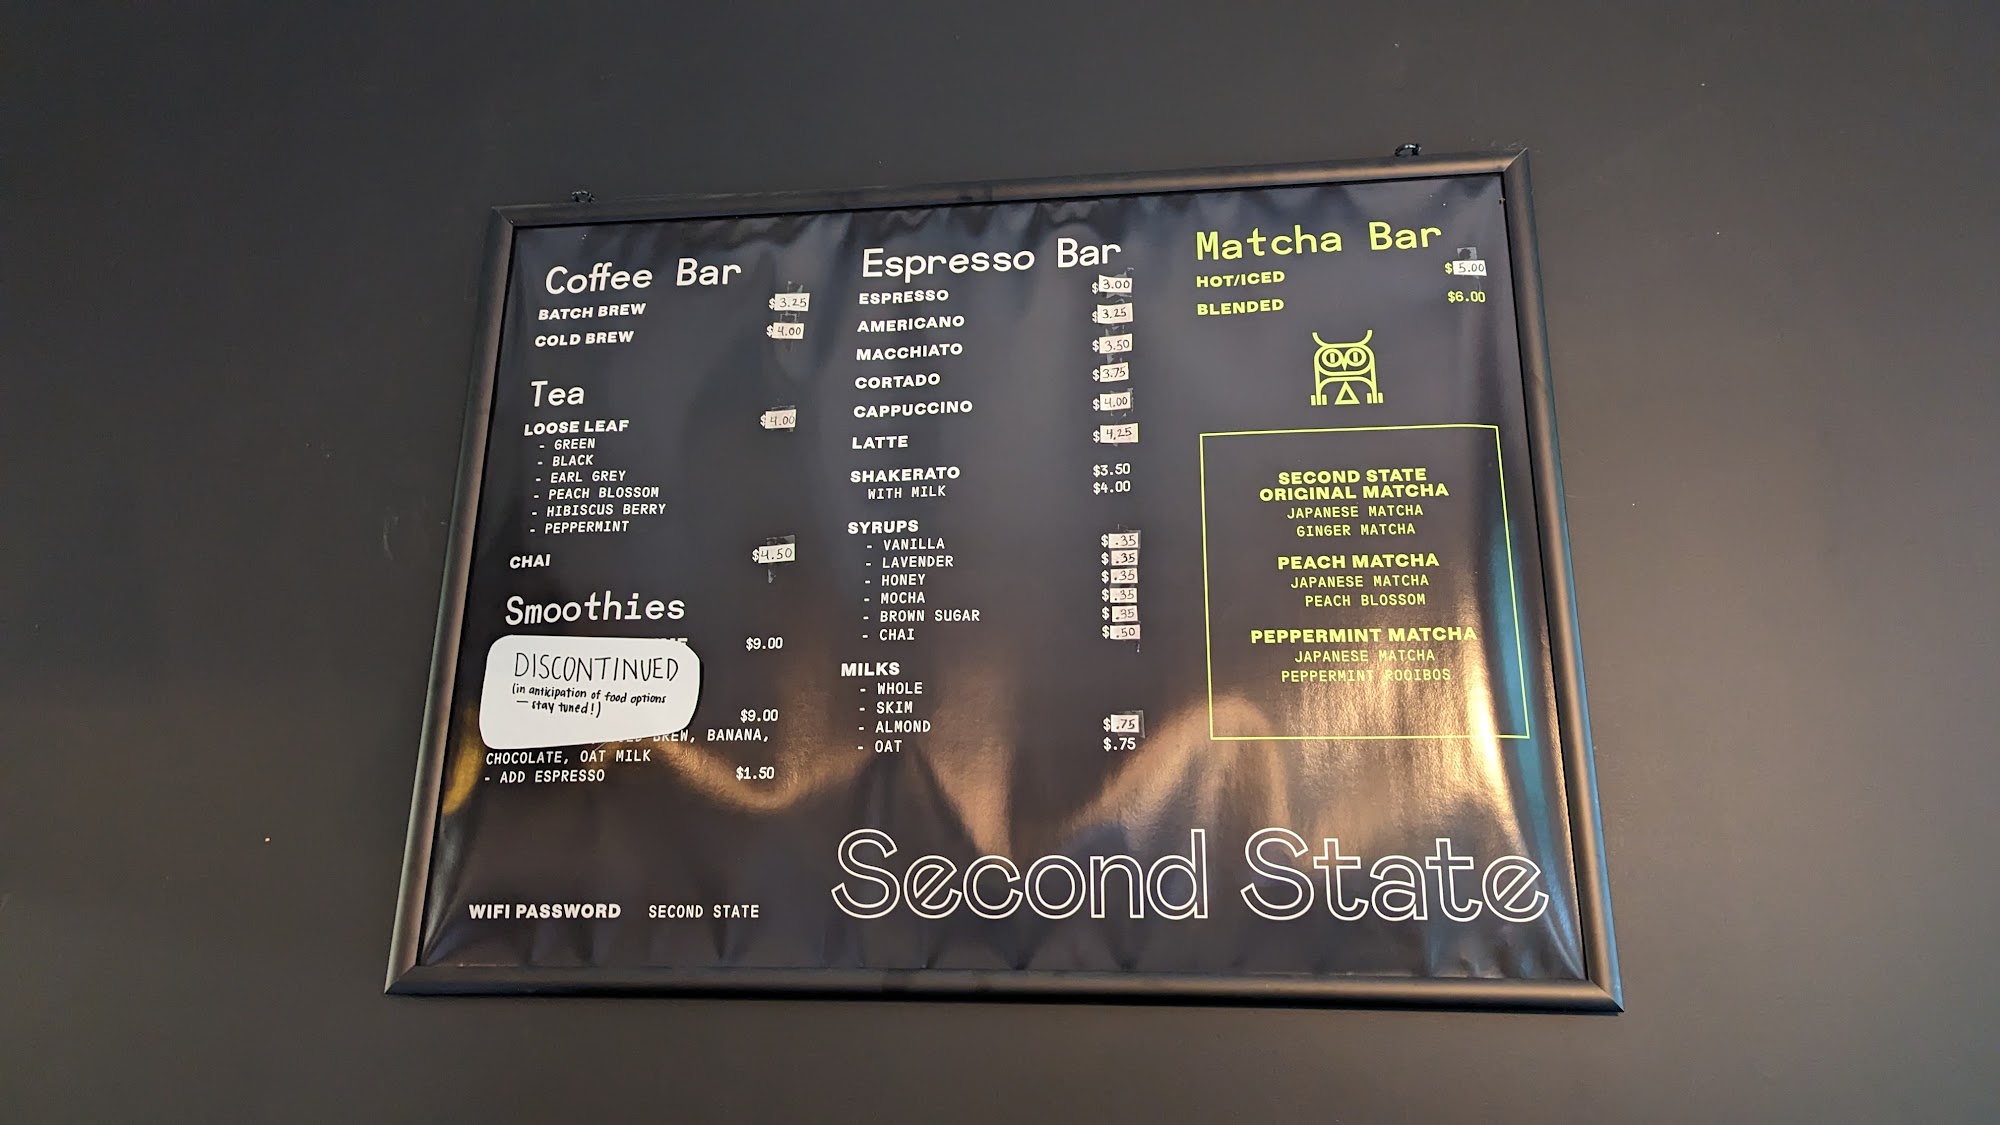 Coffee Bar
BATCH BREW $3.25
COLD BREW $4.00
Tea
LOOSE LEAF $4.00
- GREEN
- BLACK
- EARL GREY
- PEACH BLOSSOM
- HIBISCUS BERRY
- PEPPERMINT
CHAI $4.50
Smoothies
$9.00
DISCONTINUED
(in anticipation of food options
— stay tuned!)
$9.00
BREW, BANANA,
CHOCOLATE, OAT MILK
- ADD ESPRESSO $1.50
WIFI PASSWORD SECOND STATE
Espresso Bar
ESPRESSO $3.00
AMERICANO $3.25
MACCHIATO $3.50
CORTADO $3.75
CAPPUCCINO $4.00
LATTE $4.25
SHAKERATO $3.50
WITH MILK $4.00
SYRUPS
- VANILLA $.35
- LAVENDER $.35
- HONEY $.35
- MOCHA $.35
- BROWN SUGAR $.35
- CHAI $.50
MILKS
- WHOLE
- SKIM
- ALMOND $.75
- OAT $.75
Matcha Bar
HOT/ICED $5.00
BLENDED $6.00
SECOND STATE
ORIGINAL MATCHA
JAPANESE MATCHA
GINGER MATCHA
PEACH MATCHA
JAPANESE MATCHA
PEACH BLOSSOM
PEPPERMINT MATCHA
JAPANESE MATCHA
PEPPERMINT ROOIBOS
Second State